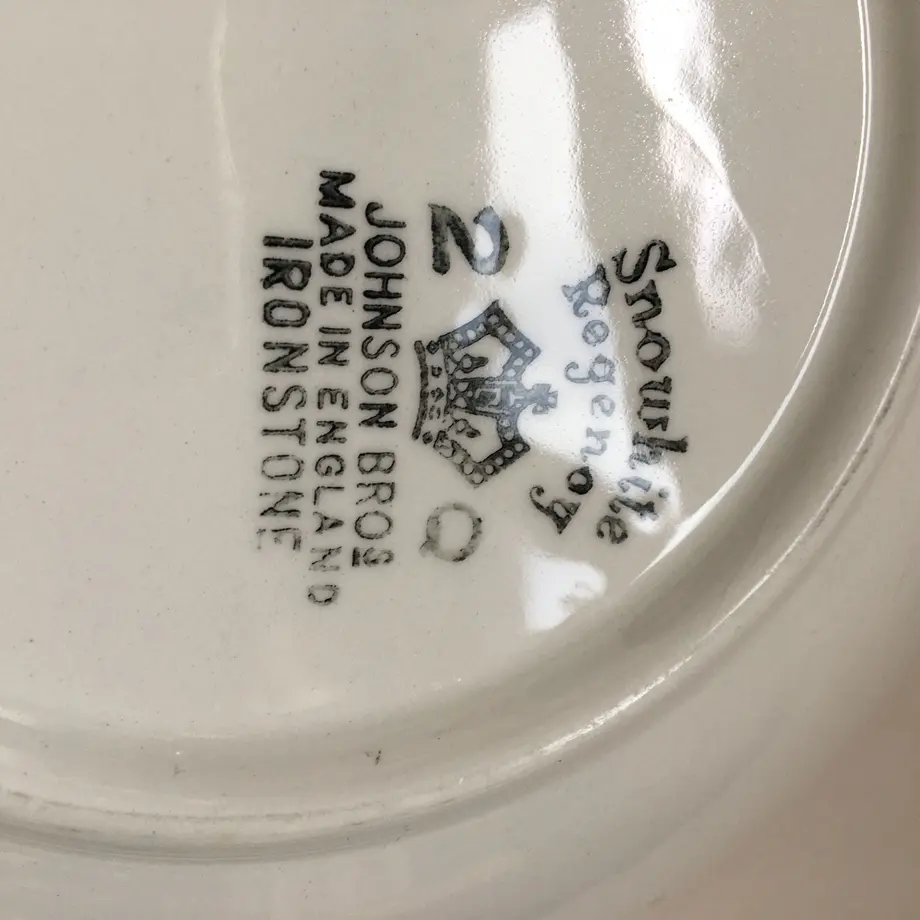 Snowhite
Regency
2 Q
JOHNSON BROS
MADE IN ENGLAND
IRONSTONE